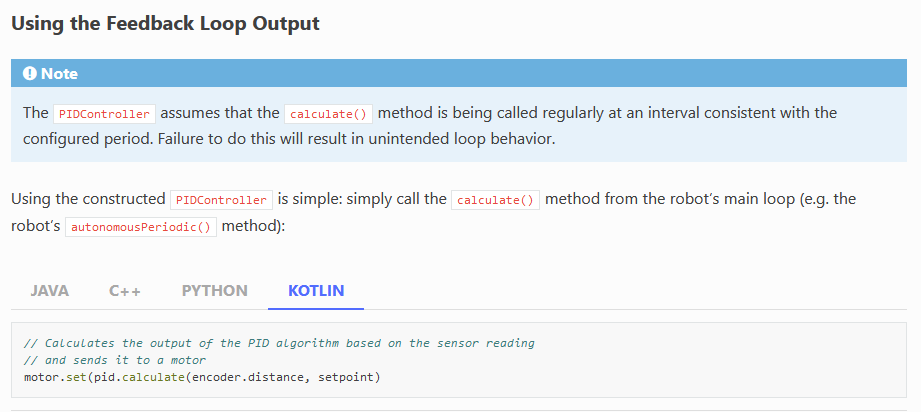 Using the Feedback Loop Output
Note
The PIDController assumes that the calculate() method is being called regularly at an interval consistent with the
configured period. Failure to do this will result in unintended loop behavior.
Using the constructed PIDController is simple: simply call the calculate() method from the robot’s main loop (e.g. the
robot’s autonomousPeriodic() method):
JAVA C++ PYTHON KOTLIN
// Calculates the output of the PID algorithm based on the sensor reading
// and sends it to a motor
motor.set(pid.calculate(encoder.distance, setpoint)